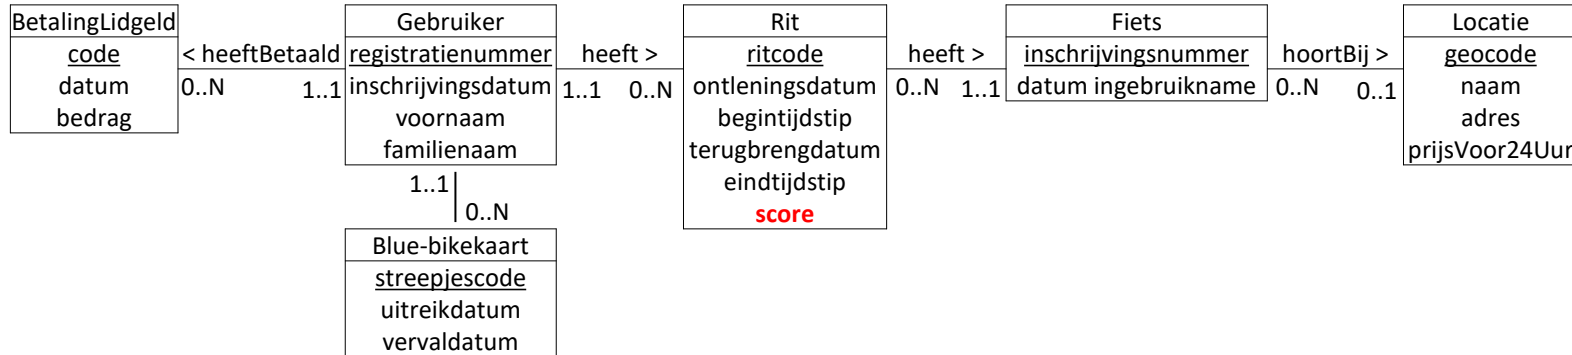 BetalingLidgeld
code
datum
bedrag
< heeftBetaald
0..N
1..1
Gebruiker
registratienummer
inschrijvingsdatum
voornaam
familienaam
heeft >
1..1
0..N
Rit
ritcode
ontleningsdatum
begintijdstip
terugbrengdatum
eindtijdstip
score
heeft >
0..N
1..1
Fiets
inschrijvingsnummer
datum ingebruikname
hoortBij >
0..N
0..1
Locatie
geocode
naam
adres
prijsVoor24Uur
1..1
0..N
Blue-bikekaart
streepjescode
uitreikdatum
vervaldatum